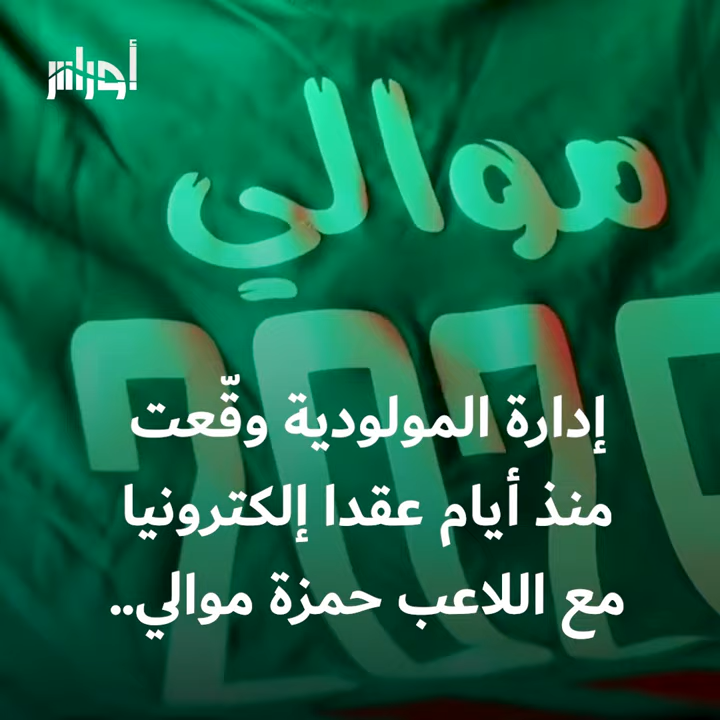 أوراس
موالي
إدارة المولودية وقّعت
منذ أيام عقدا إلكترونيا
مع اللاعب حمزة موالي..